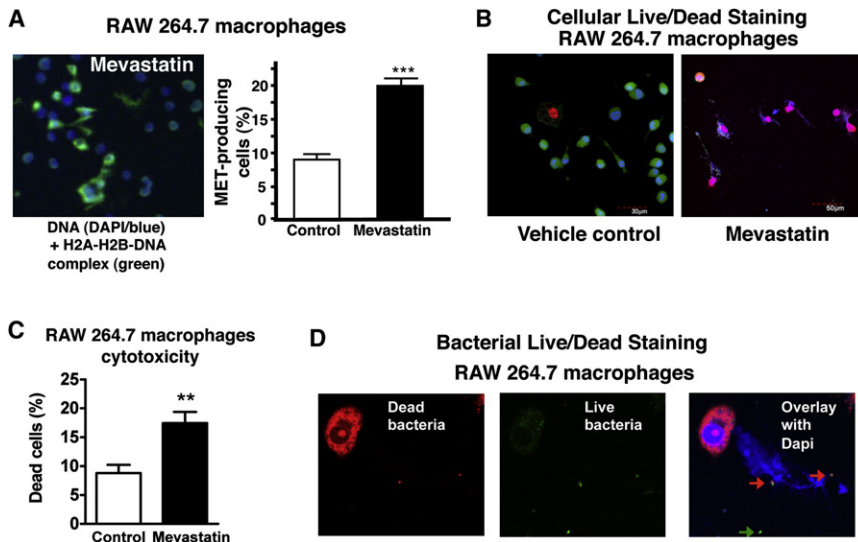 A
RAW 264.7 macrophages
Mevastatin
DNA (DAPI/blue)
+ H2A-H2B-DNA
complex (green)
MET-producing
cells (%)
20
15
10
5
0
***
Control Mevastatin
B
Cellular Live/Dead Staining
RAW 264.7 macrophages
30µm
50µm
Vehicle control
Mevastatin
C
RAW 264.7 macrophages
cytotoxicity
Dead cells (%)
25
20
15
10
5
0
**
Control Mevastatin
D
Bacterial Live/Dead Staining
RAW 264.7 macrophages
Dead
bacteria
Live
bacteria
Overlay
with
Dapi